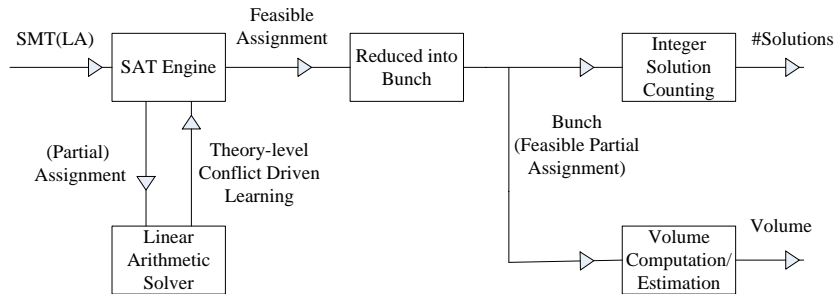 SMT(LA)
SAT Engine
Feasible
Assignment
Reduced into
Bunch
Integer
Solution
Counting
#Solutions
(Partial)
Assignment
Theory-level
Conflict Driven
Learning
Bunch
(Feasible Partial
Assignment)
Linear
Arithmetic
Solver
Volume
Computation/
Estimation
Volume